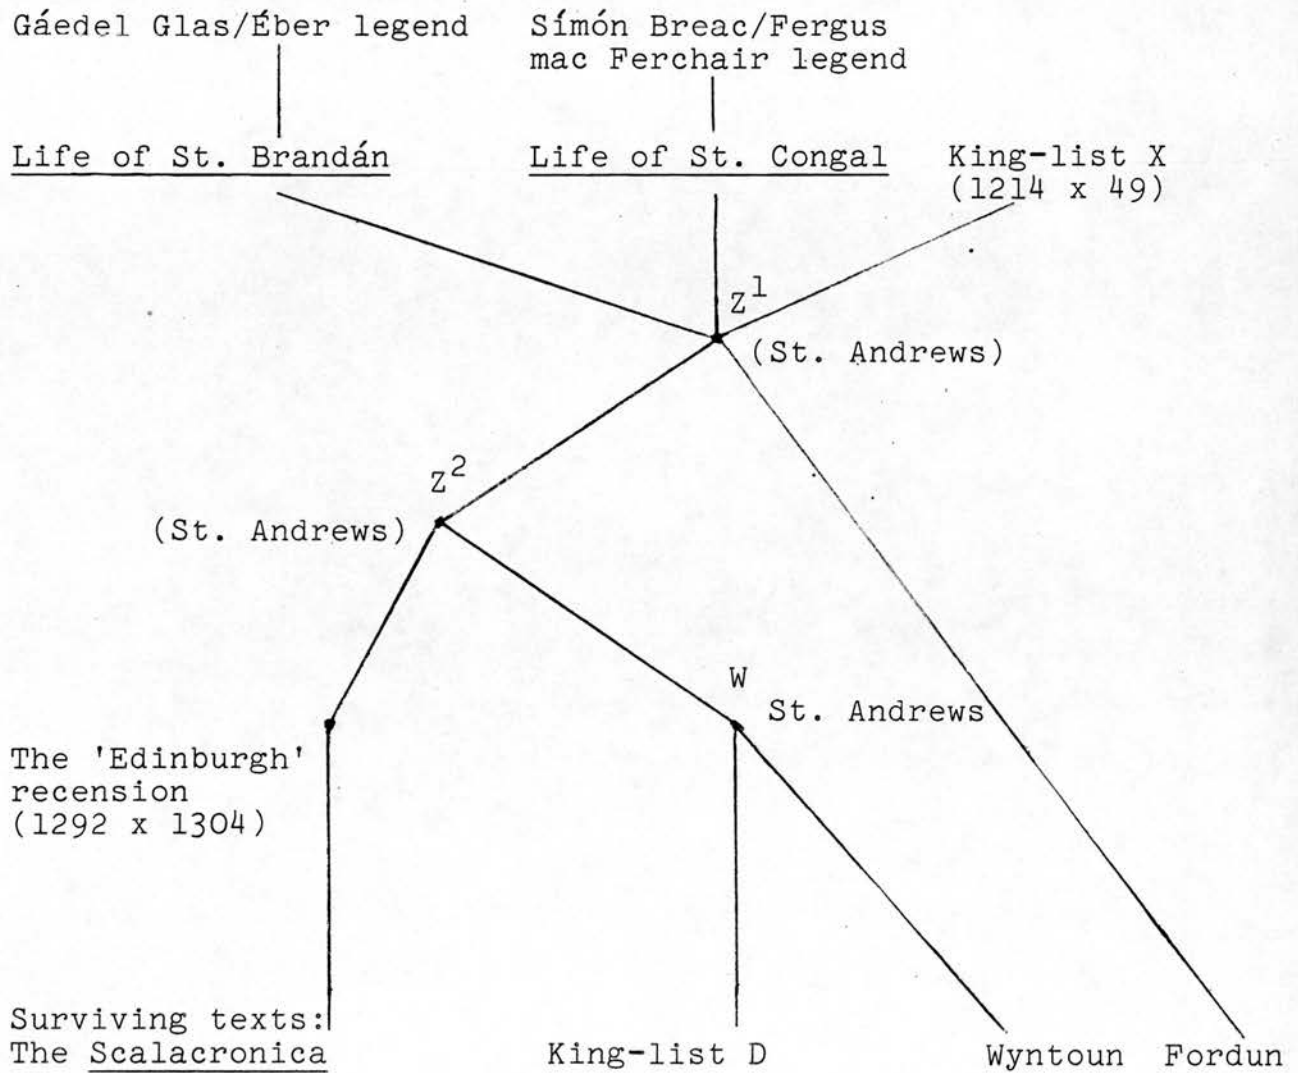 Gáedel Glas/Éber legend
Símón Breac/Fergus
mac Ferchair legend
Life of St. Brandán
Life of St. Congal
King-list X
(1214 x 49)
Z1
(St. Andrews)
Z2
(St. Andrews)
W
St. Andrews
The 'Edinburgh'
recension
(1292 x 1304)
Surviving texts:
The Scalacronica
King-list D
Wyntoun
Fordun